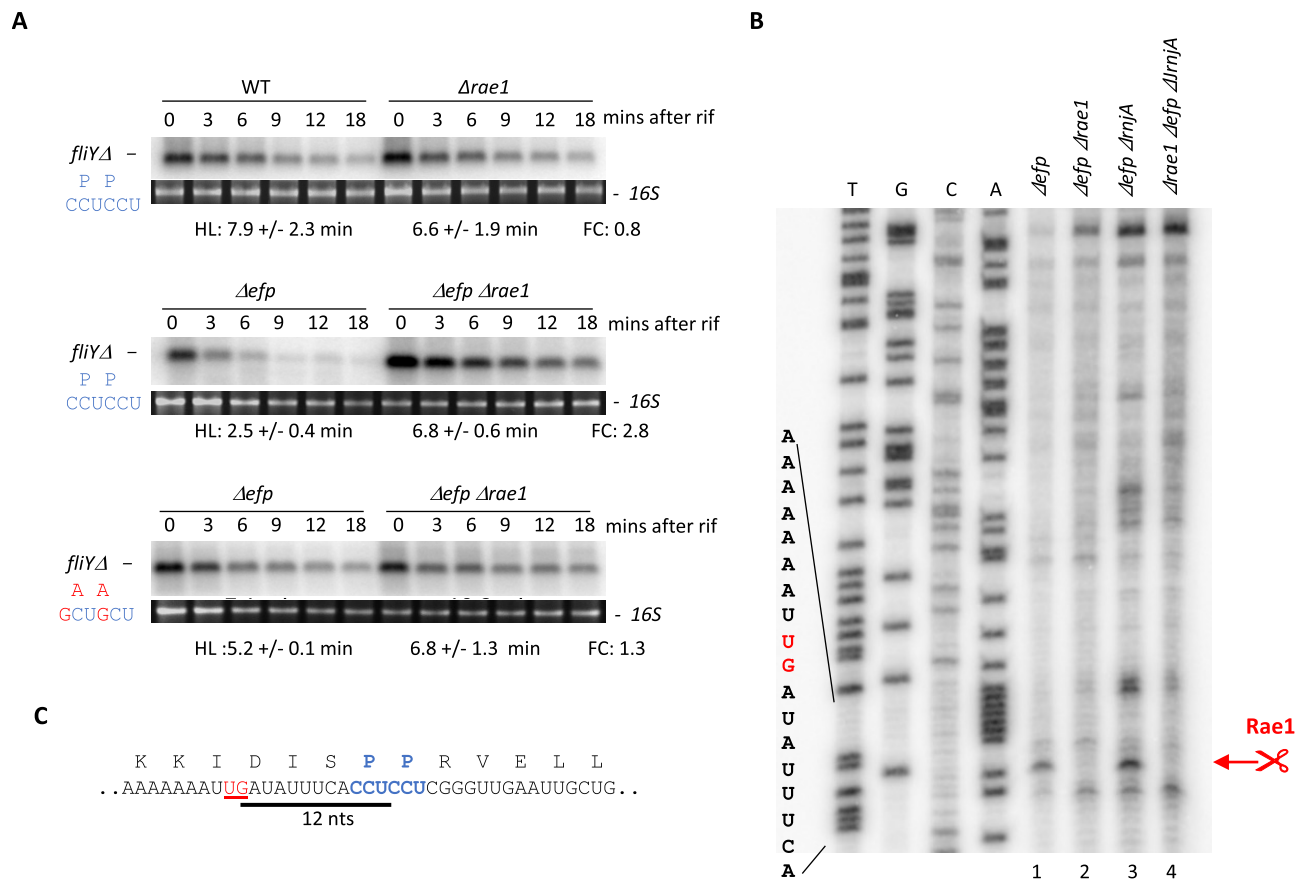 A
WT Δrae1
0 3 6 9 12 18 0 3 6 9 12 18 mins after rif
fliYΔ –
P P
CCUCCU
- 16S
HL: 7.9 +/- 2.3 min 6.6 +/- 1.9 min FC: 0.8
Δefp Δefp Δrae1
0 3 6 9 12 18 0 3 6 9 12 18 mins after rif
fliYΔ –
P P
CCUCCU
- 16S
HL: 2.5 +/- 0.4 min 6.8 +/- 0.6 min FC: 2.8
Δefp Δefp Δrae1
0 3 6 9 12 18 0 3 6 9 12 18 mins after rif
fliYΔ –
A A
GCUGCU
- 16S
HL :5.2 +/- 0.1 min 6.8 +/- 1.3 min FC: 1.3
B
T G C A Δefp Δefp Δrae1 Δefp ΔrnjA Δrae1 Δefp ΔrnjA
A
A
A
A
A
A
A
U
U
G
A
U
A
U
U
U
C
A
Rae1
1 2 3 4
C
K K I D I S P P R V E L L
..AAAAAAAUUGAUAUUUCACCUCCUCGGGUUGAAUUGCUG..
12 nts